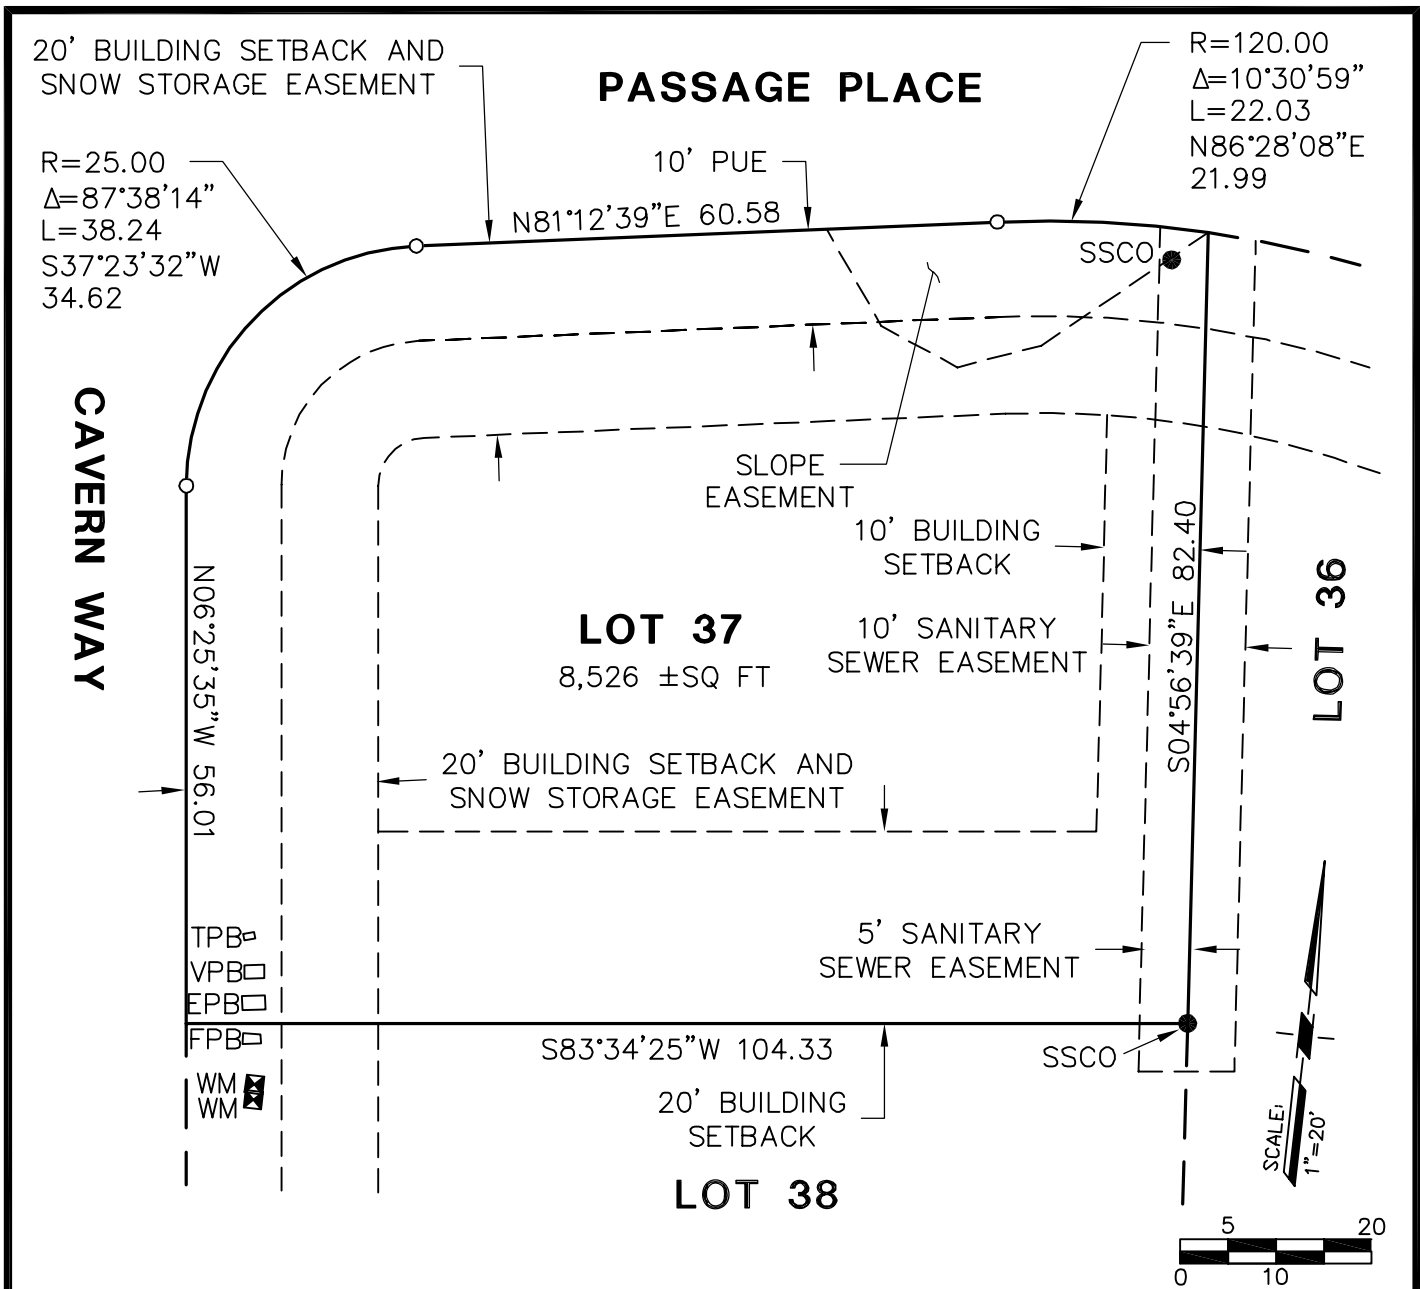 20' BUILDING SETBACK AND
SNOW STORAGE EASEMENT
PASSAGE PLACE
R=120.00
Δ=10°30'59"
L=22.03
N86°28'08"E
21.99
R=25.00
Δ=87°38'14"
L=38.24
S37°23'32"W
34.62
10' PUE
N81°12'39"E 60.58
SSCO
CAVERN WAY
SLOPE
EASEMENT
10' BUILDING
SETBACK
N06°25'35"W 56.01
LOT 37
8,526 ±SQ FT
10' SANITARY
SEWER EASEMENT
S04°56'39"E 82.40
LOT 36
20' BUILDING SETBACK AND
SNOW STORAGE EASEMENT
TPB
VPB
EPB
FPB
WM
WM
5' SANITARY
SEWER EASEMENT
S83°34'25"W 104.33
SSCO
20' BUILDING
SETBACK
LOT 38
SCALE:
1"=20'
5 20
0 10